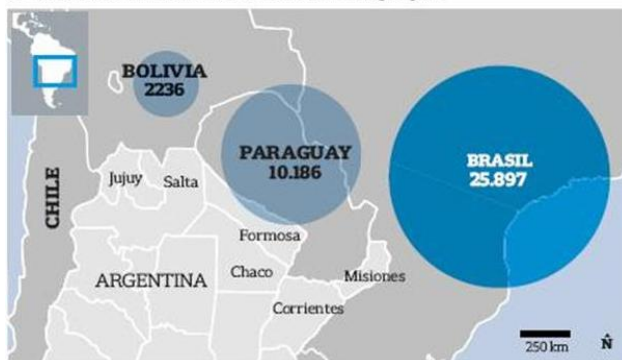 BOLIVIA
2236
PARAGUAY
10.186
BRASIL
25.897
CHILE
Jujuy
Salta
Formosa
ARGENTINA
Chaco
Misiones
Corrientes
250 km
N